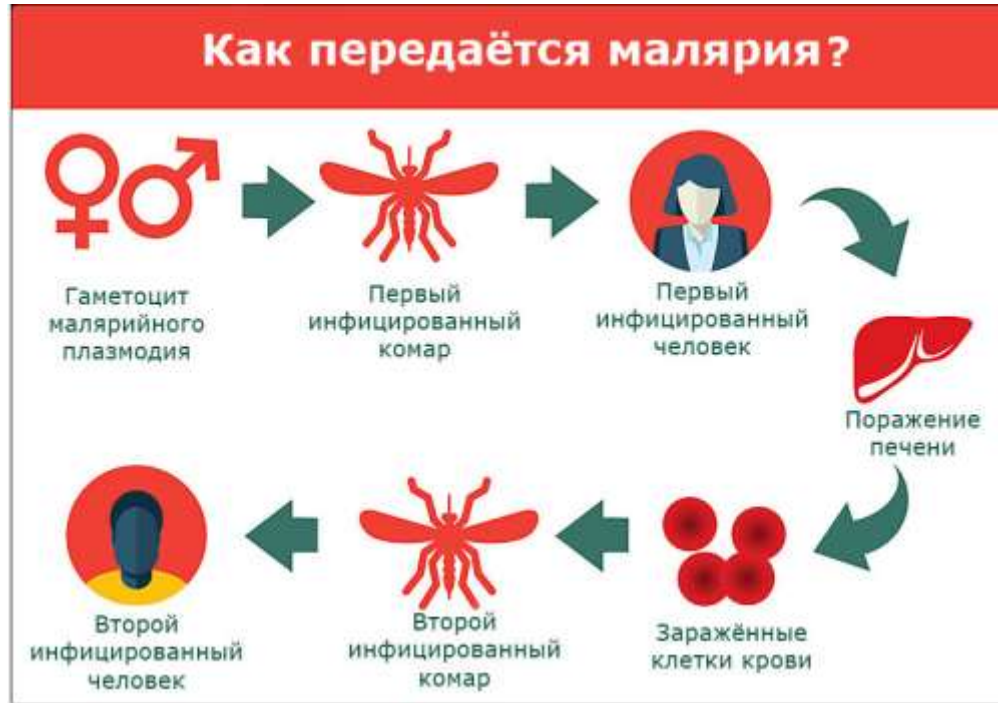 Как передаётся малярия?
Гаметоцит
малярийного
плазмодия
Первый
инфицированный
комар
Первый
инфицированный
человек
Поражение
печени
Заражённые
клетки крови
Второй
инфицированный
комар
Второй
инфицированный
человек